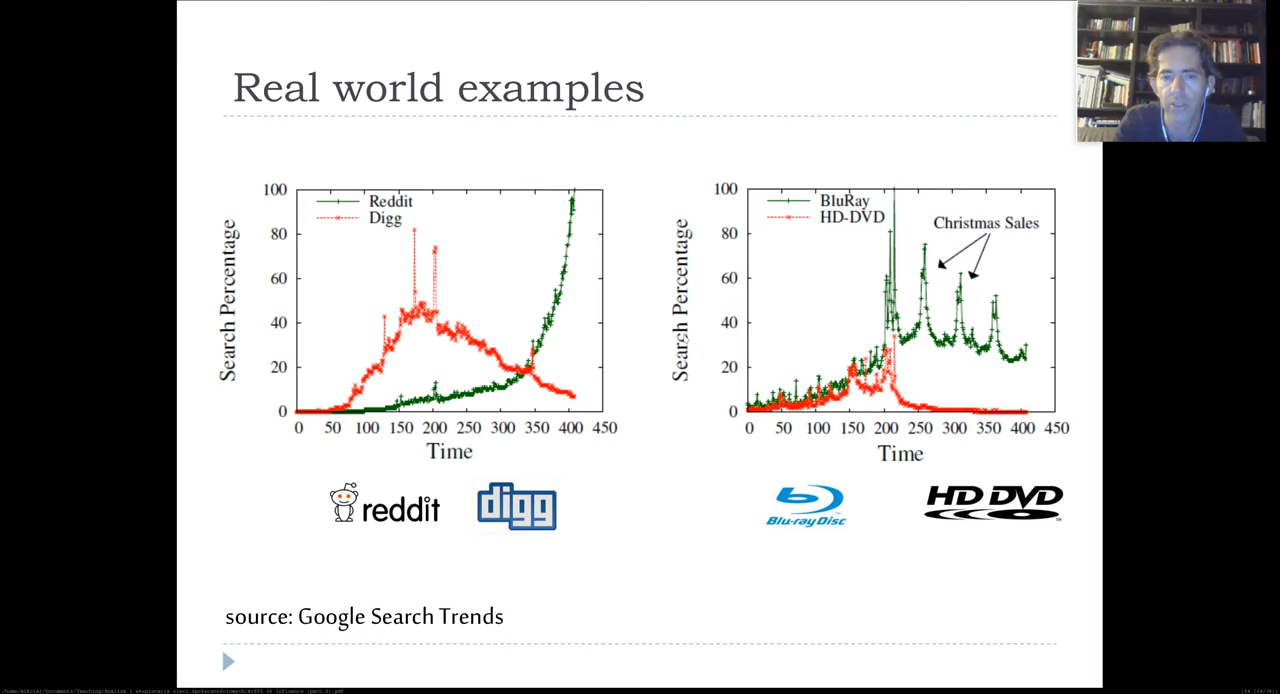 Real world examples
100
80
60
40
20
0
Search Percentage
Reddit
Digg
0 50 100 150 200 250 300 350 400 450
Time
100
80
60
40
20
0
Search Percentage
BluRay
HD-DVD
Christmas Sales
0 50 100 150 200 250 300 350 400 450
Time
reddit
digg
Blu-ray Disc
HD DVD
TM
source: Google Search Trends